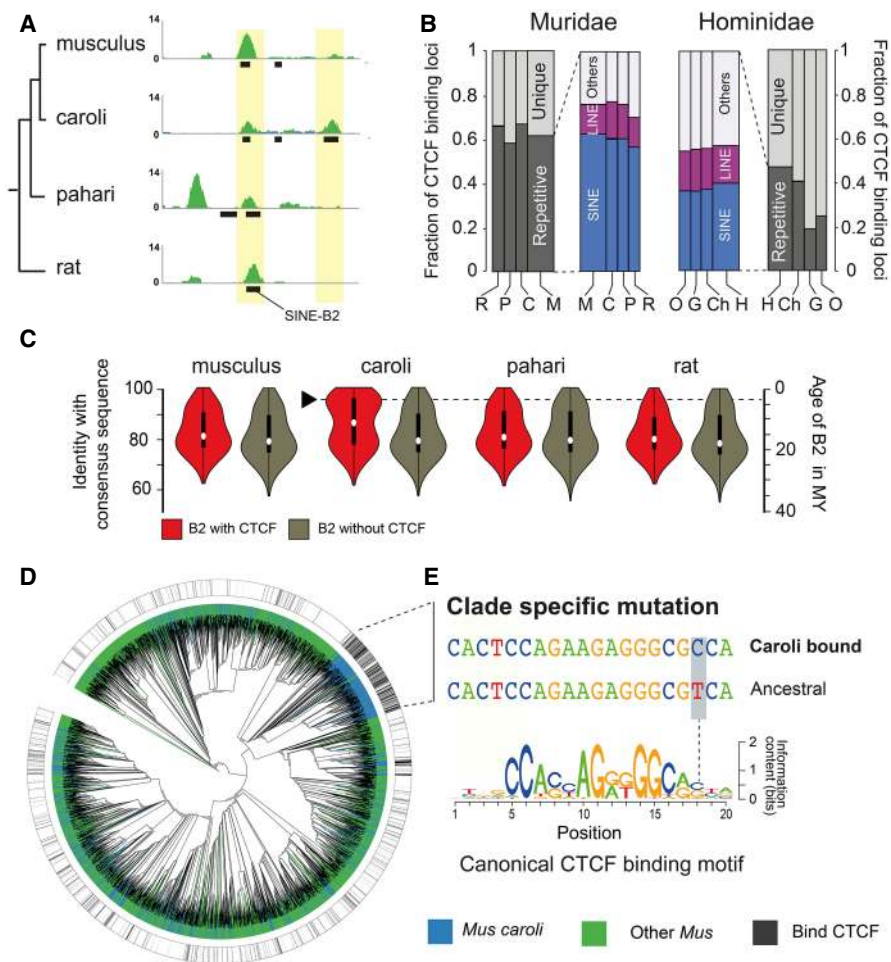 A
musculus
caroli
pahari
rat
14
0
14
0
14
0
14
0
SINE-B2
B
Muridae
Hominidae
Fraction of CTCF binding loci
1
0.8
0.6
0.4
0.2
0
Unique
Repetitive
R P C M
Others
LINE
SINE
M C P R
Others
LINE
SINE
O G Ch H
Unique
Repetitive
H Ch G O
1
0.8
0.6
0.4
0.2
0
Fraction of CTCF binding loci
C
musculus caroli pahari rat
Identity with
consensus sequence
100
80
60
0
20
40
Age of B2 in MY
B2 with CTCF
B2 without CTCF
D
E
Clade specific mutation
CACTCCAGAAGAGGGCGCCA Caroli bound
CACTCCAGAAGAGGGCGTCA Ancestral
2
1
0
Information
content (bits)
1 5 10 15 20
Position
Canonical CTCF binding motif
Mus caroli
Other Mus
Bind CTCF